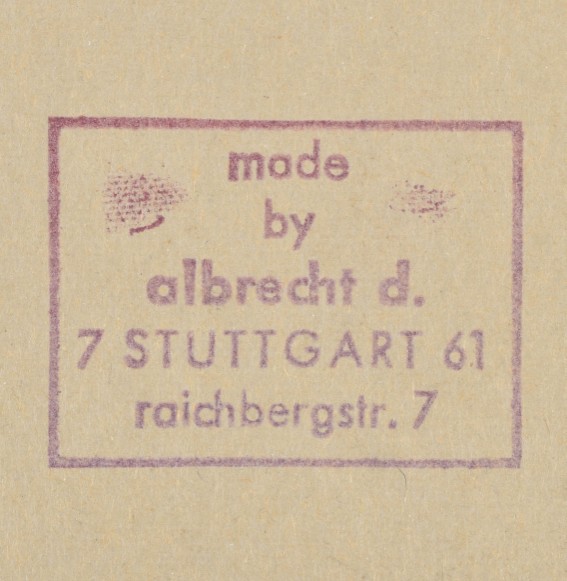 made
by
albrecht d.
7 STUTTGART 61
raichbergstr. 7